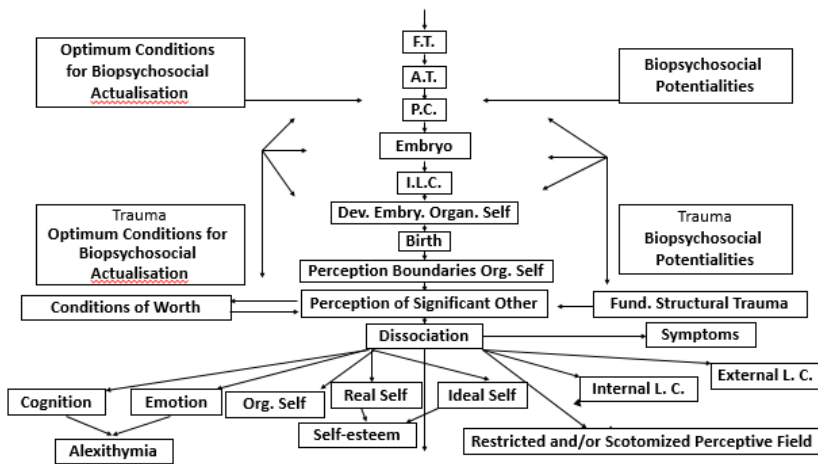 F.T.
Optimum Conditions
for Biopsychosocial
Actualisation
A.T.
Biopsychosocial
Potentialities
P.C.
Embryo
I.L.C.
Dev. Embry. Organ. Self
Trauma
Optimum Conditions for
Biopsychosocial
Actualisation
Trauma
Biopsychosocial
Potentialities
Birth
Perception Boundaries Org. Self
Conditions of Worth
Perception of Significant Other
Fund. Structural Trauma
Dissociation
Symptoms
Cognition
Emotion
Org. Self
Real Self
Ideal Self
Internal L. C.
External L. C.
Alexithymia
Self-esteem
Restricted and/or Scotomized Perceptive Field